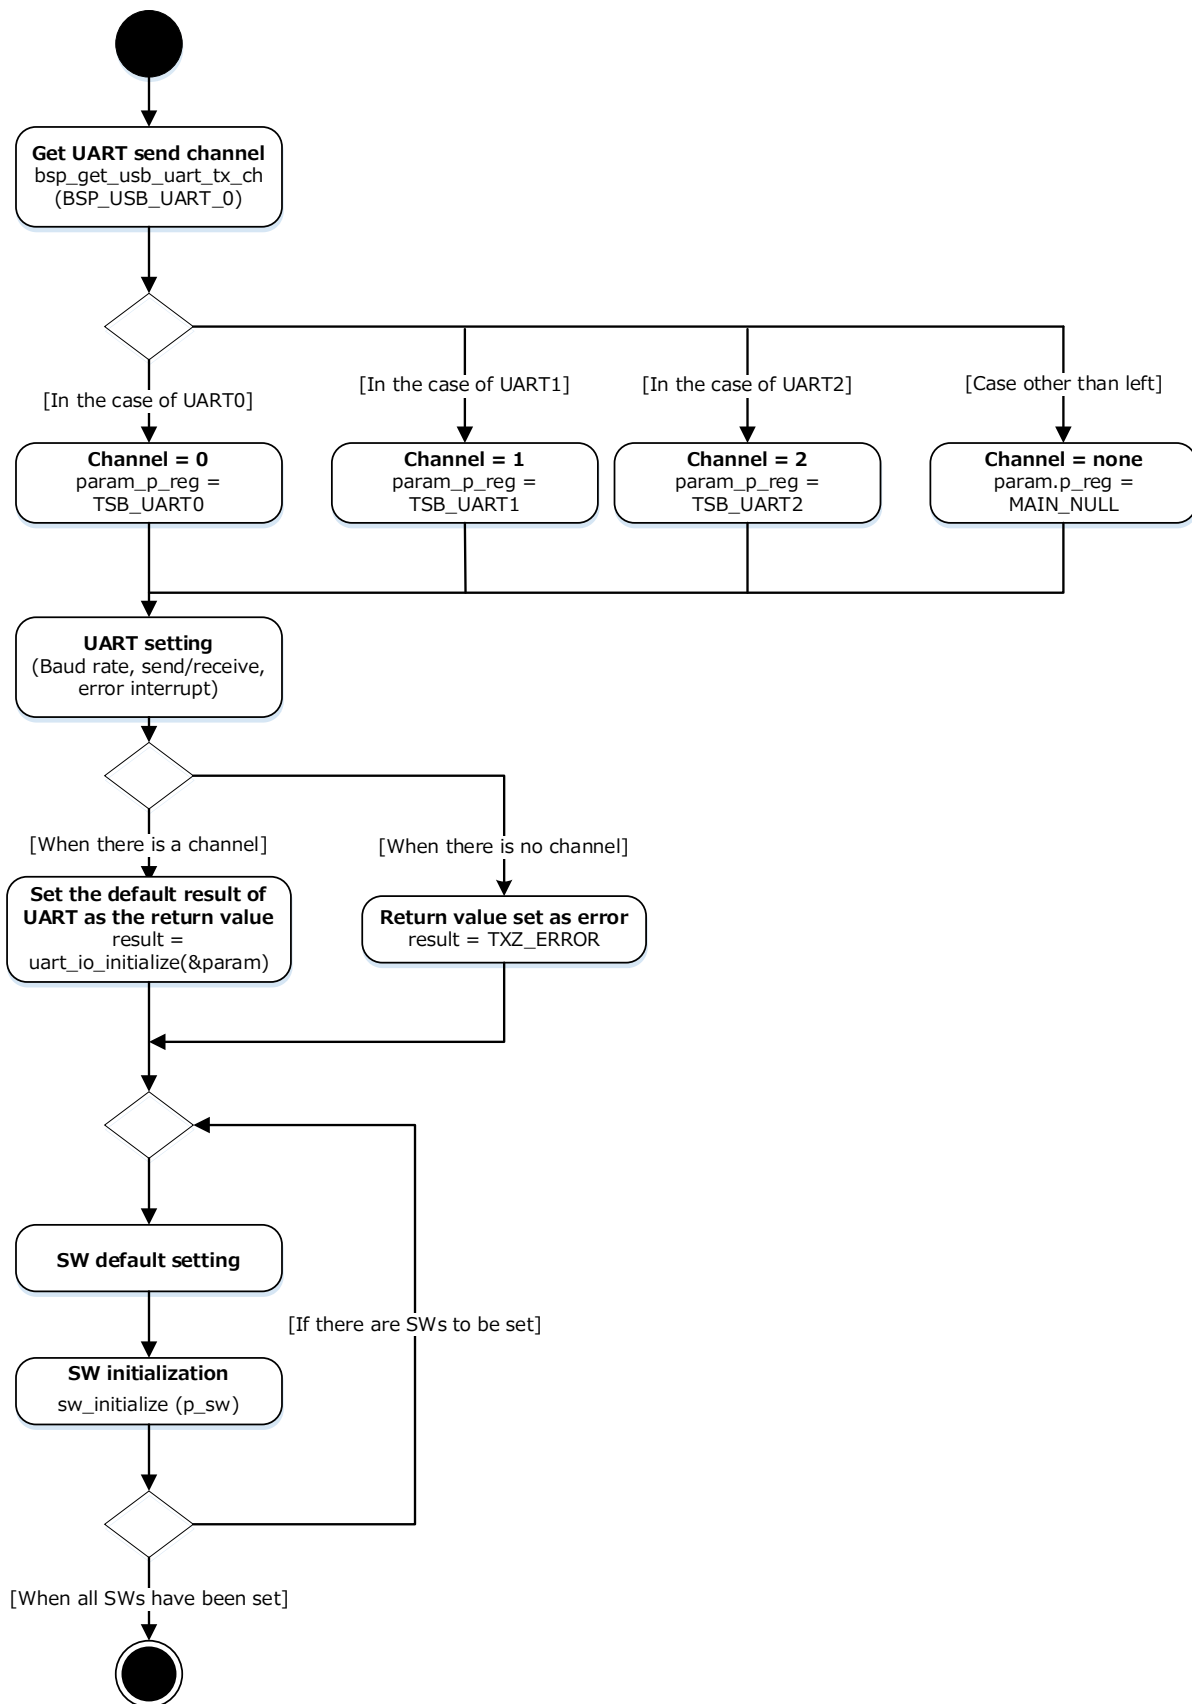 Get UART send channel
bsp_get_usb_uart_tx_ch
(BSP_USB_UART_0)
[In the case of UART0]
[In the case of UART1]
[In the case of UART2]
[Case other than left]
Channel = 0
param_p_reg =
TSB_UART0
Channel = 1
param_p_reg =
TSB_UART1
Channel = 2
param_p_reg =
TSB_UART2
Channel = none
param.p_reg =
MAIN_NULL
UART setting
(Baud rate, send/receive,
error interrupt)
[When there is a channel]
[When there is no channel]
Set the default result of
UART as the return value
result =
uart_io_initialize(&param)
Return value set as error
result = TXZ_ERROR
SW default setting
[If there are SWs to be set]
SW initialization
sw_initialize (p_sw)
[When all SWs have been set]